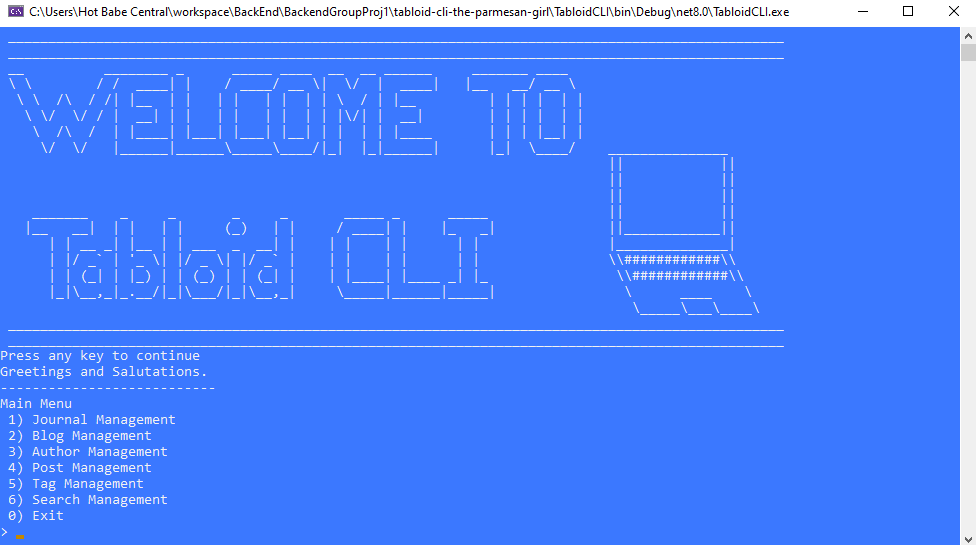 C:\Users\Hot Babe Central\workspace\BackEnd\BackendGroupProj1\tabloid-cli-the-parmesan-girl\TabloidCLI\bin\Debug\net8.0\TabloidCLI.exe
WELCOME TO
Tabloid CLI
Press any key to continue
Greetings and Salutations.
---------------------------
Main Menu
1) Journal Management
2) Blog Management
3) Author Management
4) Post Management
5) Tag Management
6) Search Management
0) Exit
>